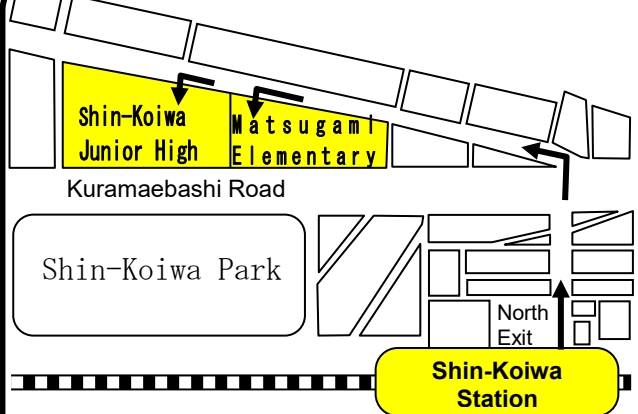 Shin-Koiwa
Junior High
Matsugami
Elementary
Kuramaebashi Road
Shin-Koiwa Park
North
Exit
Shin-Koiwa
Station